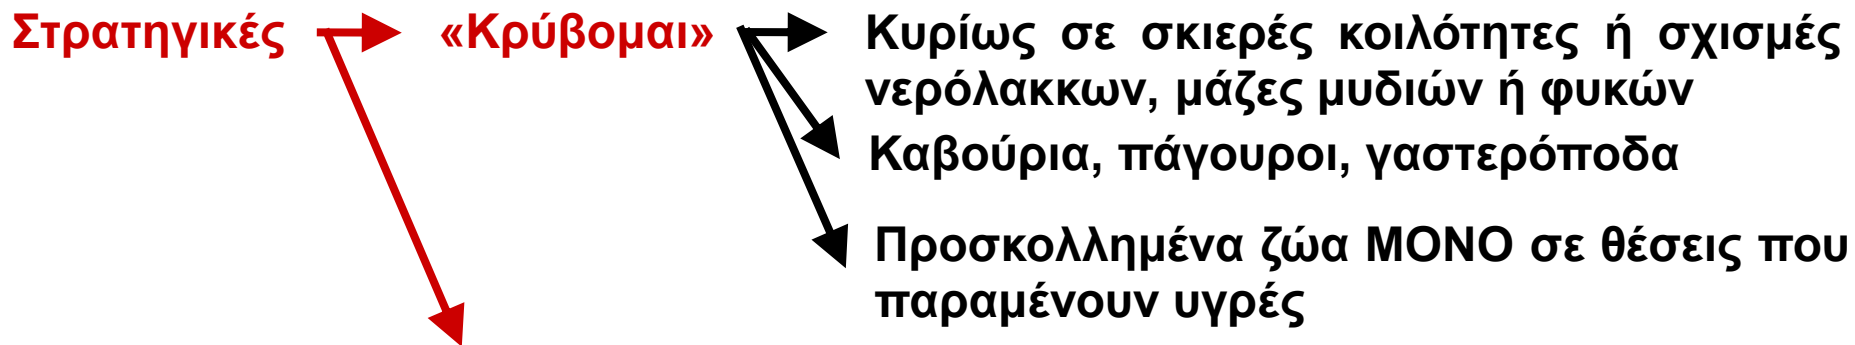 Στρατηγικές «Κρύβομαι» Κυρίως σε σκιερές κοιλότητες ή σχισμές
νερόλακκων, μάζες μυδιών ή φυκών
Καβούρια, πάγουροι, γαστερόποδα
Προσκολλημένα ζώα ΜΟΝΟ σε θέσεις που
παραμένουν υγρές